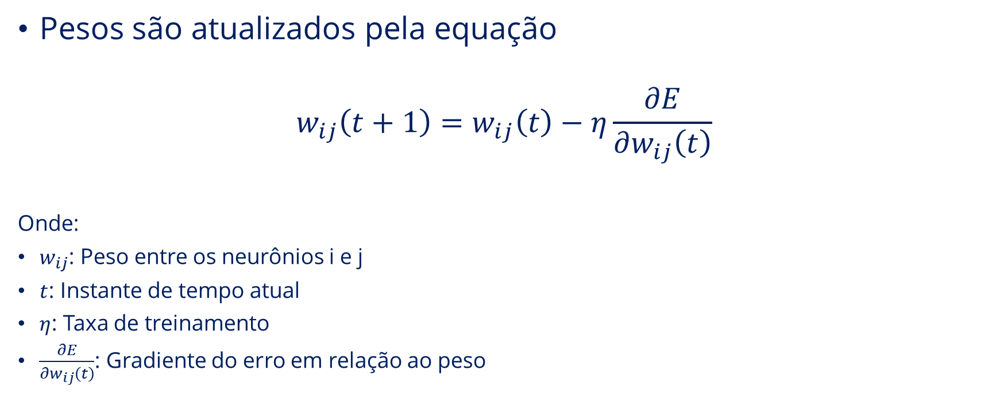 • Pesos são atualizados pela equação
$w_{ij}(t+1) = w_{ij}(t) - \eta \frac{\partial E}{\partial w_{ij}(t)}$
Onde:
• $w_{ij}$: Peso entre os neurônios i e j
• $t$: Instante de tempo atual
• $\eta$: Taxa de treinamento
• $\frac{\partial E}{\partial w_{ij}(t)}$: Gradiente do erro em relação ao peso